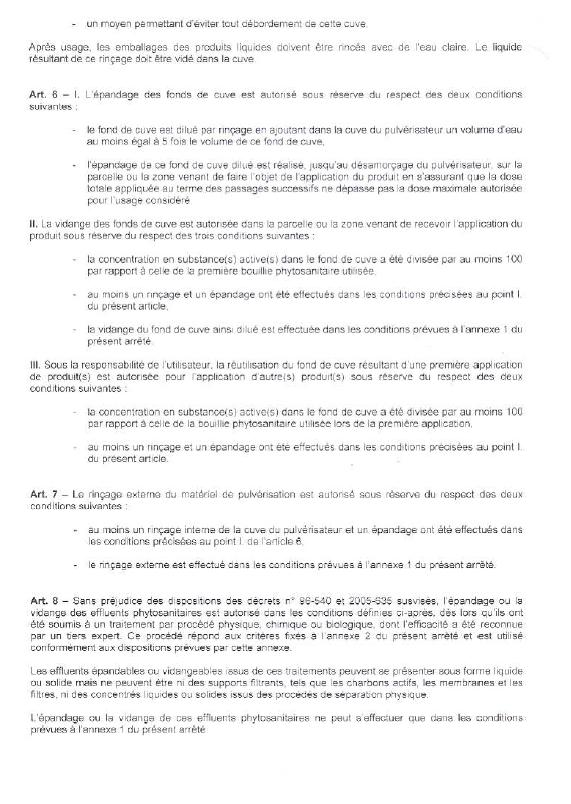 - un moyen permettant d'éviter tout débordement de cette cuve.
Après usage, les emballages des produits liquides doivent être rincés avec de l'eau claire. Le liquide
résultant de ce rinçage doit être vidé dans la cuve.
Art. 6 – I. L'épandage des fonds de cuve est autorisé sous réserve du respect des deux conditions
suivantes :
- le fond de cuve est dilué par rinçage en ajoutant dans la cuve du pulvérisateur un volume d'eau
au moins égal à 5 fois le volume de ce fond de cuve,
- l'épandage de ce fond de cuve dilué est réalisé, jusqu'au désamorçage du pulvérisateur, sur la
parcelle ou la zone venant de faire l'objet de l'application du produit en s'assurant que la dose
totale appliquée au terme des passages successifs ne dépasse pas la dose maximale autorisée
pour l'usage considéré.
II. La vidange des fonds de cuve est autorisée dans la parcelle ou la zone venant de recevoir l'application du
produit sous réserve du respect des trois conditions suivantes :
- la concentration en substance(s) active(s) dans le fond de cuve a été divisée par au moins 100
par rapport à celle de la première bouillie phytosanitaire utilisée,
- au moins un rinçage et un épandage ont été effectués dans les conditions précisées au point I.
du présent article,
- la vidange du fond de cuve ainsi dilué est effectuée dans les conditions prévues à l'annexe 1 du
présent arrêté.
III. Sous la responsabilité de l'utilisateur, la réutilisation du fond de cuve résultant d'une première application
de produit(s) est autorisée pour l'application d'autre(s) produit(s) sous réserve du respect des deux
conditions suivantes :
- la concentration en substance(s) active(s) dans le fond de cuve a été divisée par au moins 100
par rapport à celle de la bouillie phytosanitaire utilisée lors de la première application,
- au moins un rinçage et un épandage ont été effectués dans les conditions précisées au point I.
du présent article.
Art. 7 – Le rinçage externe du matériel de pulvérisation est autorisé sous réserve du respect des deux
conditions suivantes :
- au moins un rinçage interne de la cuve du pulvérisateur et un épandage ont été effectués dans
les conditions précisées au point I. de l'article 6,
- le rinçage externe est effectué dans les conditions prévues à l'annexe 1 du présent arrêté.
Art. 8 – Sans préjudice des dispositions des décrets n° 96-540 et 2005-635 susvisés, l'épandage ou la
vidange des effluents phytosanitaires est autorisé dans les conditions définies ci-après, dès lors qu'ils ont
été soumis à un traitement par procédé physique, chimique ou biologique, dont l'efficacité a été reconnue
par un tiers expert. Ce procédé répond aux critères fixés à l'annexe 2 du présent arrêté et est utilisé
conformément aux dispositions prévues par cette annexe.
Les effluents épandables ou vidangeables issus de ces traitements peuvent se présenter sous forme liquide
ou solide mais ne peuvent être ni des supports filtrants, tels que les charbons actifs, les membranes et les
filtres, ni des concentrés liquides ou solides issus des procédés de séparation physique.
L'épandage ou la vidange de ces effluents phytosanitaires ne peut s'effectuer que dans les conditions
prévues à l'annexe 1 du présent arrêté.